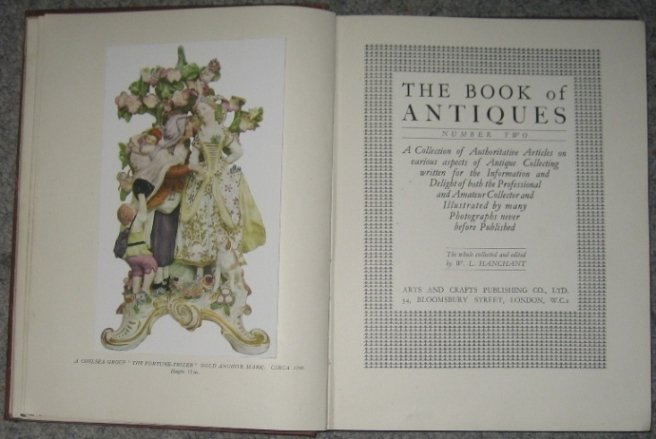 A CHELSEA GROUP "THE FORTUNE-TELLER" GOLD ANCHOR MARK. CIRCA
Height
THE BOOK of
ANTIQUES
NUMBER TWO
A Collection of Authoritative Articles on
various aspects of Antique Collecting
written for the Information and
Delight of both the Professional
and Amateur Collector and
Illustrated by many
Photographs never
before Published
The whole collected and edited
by W. L. HANCHANT
ARTS AND CRAFTS PUBLISHING CO., LTD.
54, BLOOMSBURY STREET, LONDON, W.C.1